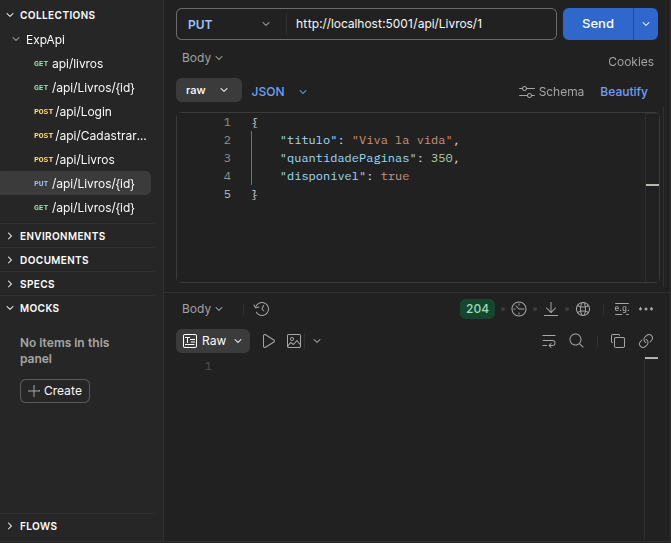 COLLECTIONS
ExpApi
GET api/livros
GET /api/Livros/{id}
POST /api/Login
POST /api/Cadastrar...
POST /api/Livros
PUT /api/Livros/{id}
GET /api/Livros/{id}
ENVIRONMENTS
DOCUMENTS
SPECS
MOCKS
No items in this
panel
Create
FLOWS
PUT http://localhost:5001/api/Livros/1 Send
Body
Cookies
raw JSON Schema Beautify
1 {
2 "titulo": "Viva la vida",
3 "quantidadePaginas": 350,
4 "disponivel": true
5 }
Body 204 e.g.
Raw
1